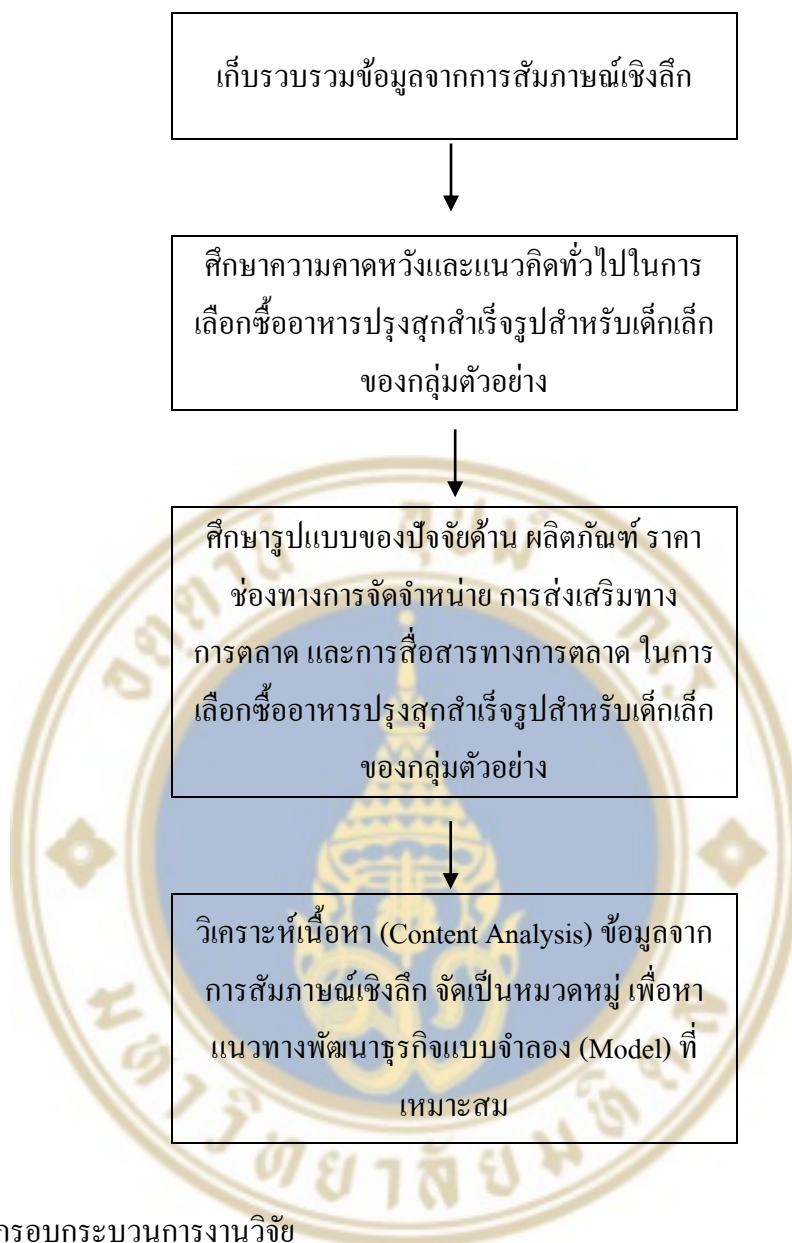 เก็บรวบรวมข้อมูลจากการสัมภาษณ์เชิงลึก
ศึกษาความคาดหวังและแนวคิดทั่วไปในการ
เลือกซื้ออาหารปรุงสุกสำเร็จรูปสำหรับเด็กเล็ก
ของกลุ่มตัวอย่าง
ศึกษารูปแบบของปัจจัยด้าน ผลิตภัณฑ์ ราคา
ช่องทางการจัดจำหน่าย การส่งเสริมทาง
การตลาด และการสื่อสารทางการตลาด ในการ
เลือกซื้ออาหารปรุงสุกสำเร็จรูปสำหรับเด็กเล็ก
ของกลุ่มตัวอย่าง
วิเคราะห์เนื้อหา (Content Analysis) ข้อมูลจาก
การสัมภาษณ์เชิงลึก จัดเป็นหมวดหมู่ เพื่อหา
แนวทางพัฒนาธุรกิจแบบจำลอง (Model) ที่
เหมาะสม
กรอบกระบวนการงานวิจัย
มหาวิทยาลัยมหิดล